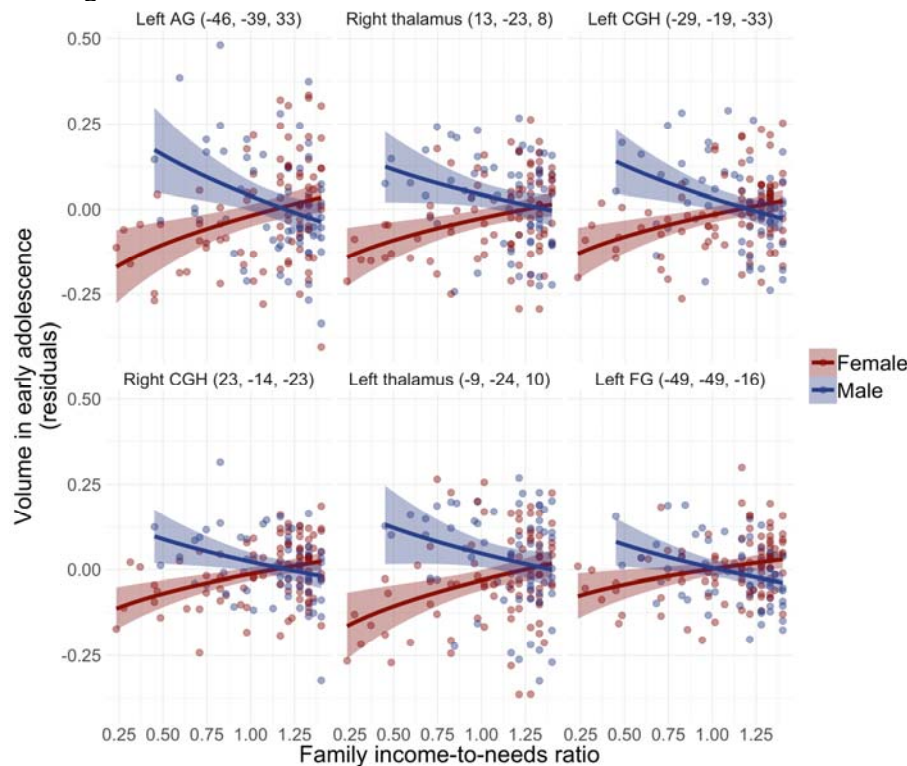 Left AG (-46, -39, 33) Right thalamus (13, -23, 8) Left CGH (-29, -19, -33)
0.50
0.25
0.00
-0.25
Right CGH (23, -14, -23) Left thalamus (-9, -24, 10) Left FG (-49, -49, -16)
0.50
0.25
0.00
-0.25
Volume in early adolescence
(residuals)
Female
Male
0.25 0.50 0.75 1.00 1.25 0.25 0.50 0.75 1.00 1.25 0.25 0.50 0.75 1.00 1.25
Family income-to-needs ratio